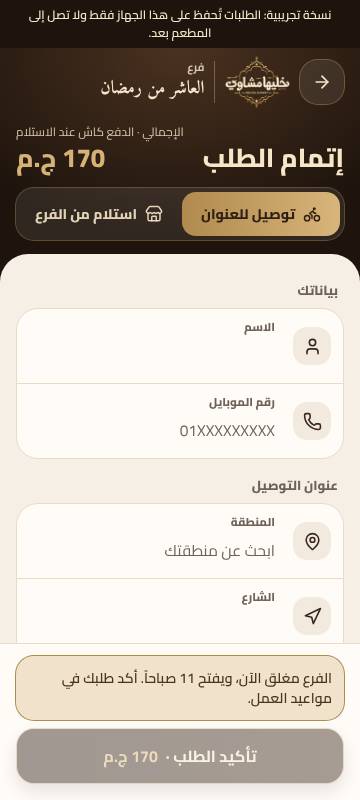 نسخة تجريبية: الطلبات تُحفظ على هذا الجهاز فقط ولا تصل إلى
المطعم بعد.
خليها مشاوي
فرع
العاشر من رمضان
الإجمالي · الدفع كاش عند الاستلام
إتمام الطلب
170 ج.م
توصيل للعنوان
استلام من الفرع
بياناتك
الاسم
رقم الموبايل
01XXXXXXXXX
عنوان التوصيل
المنطقة
ابحث عن منطقتك
الشارع
الفرع مغلق الآن، ويفتح 11 صباحاً. أكد طلبك في
مواعيد العمل.
تأكيد الطلب · 170 ج.م